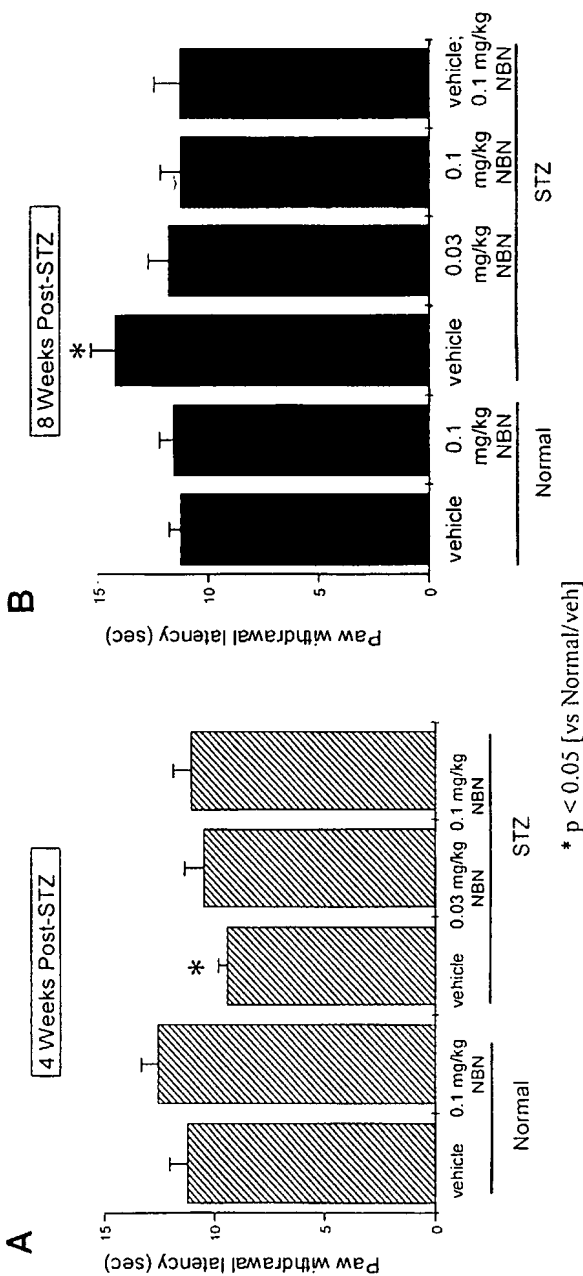 A
4 Weeks Post-STZ
Paw withdrawal latency (sec)
15
10
5
0
vehicle
0.1 mg/kg
NBN
vehicle
0.03 mg/kg
NBN
0.1 mg/kg
NBN
*
Normal
STZ
B
8 Weeks Post-STZ
Paw withdrawal latency (sec)
15
10
5
0
vehicle
0.1
mg/kg
NBN
vehicle
0.03
mg/kg
NBN
0.1
mg/kg
NBN
vehicle;
0.1 mg/kg
NBN
*
Normal
STZ
* p < 0.05 [vs Normal/veh]